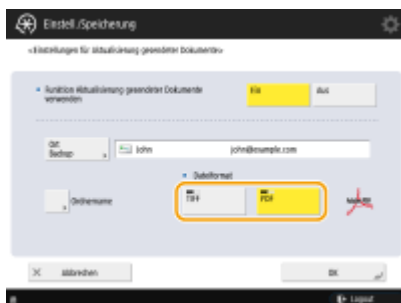 Einstell./Speicherung
<Einstellungen für Aktualisierung gesendeter Dokumente>
Funktion Aktualisierung gesendeter Dokumente
verwenden
Ein
Aus
Ort
Backup
John
john@example.com
Dateiformat
Ordnername
TIFF
PDF
Abbrechen
OK
Logout